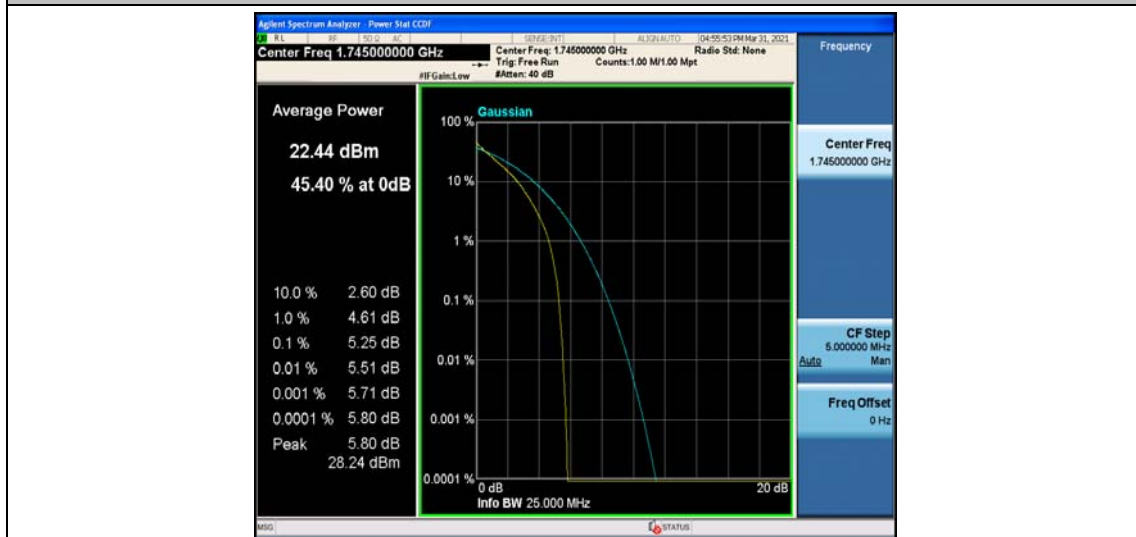 Agilent Spectrum Analyzer - Power Stat CCDF
RL RF 50 Ω AC SENSE:INT ALIGN AUTO 04:55:53 PM Mar 31, 2021
Center Freq 1.745000000 GHz
Center Freq: 1.745000000 GHz Radio Std: None
Trig: Free Run Counts:1.00 M/1.00 Mpt
#IFGain:Low #Atten: 40 dB
Frequency
Average Power
22.44 dBm
45.40 % at 0dB
10.0 % 2.60 dB
1.0 % 4.61 dB
0.1 % 5.25 dB
0.01 % 5.51 dB
0.001 % 5.71 dB
0.0001 % 5.80 dB
Peak 5.80 dB
28.24 dBm
Gaussian
100 %
10 %
1 %
0.1 %
0.01 %
0.001 %
0.0001 %
0 dB 20 dB
Info BW 25.000 MHz
Center Freq
1.745000000 GHz
CF Step
5.000000 MHz
Auto Man
Freq Offset
0 Hz
MSG STATUS